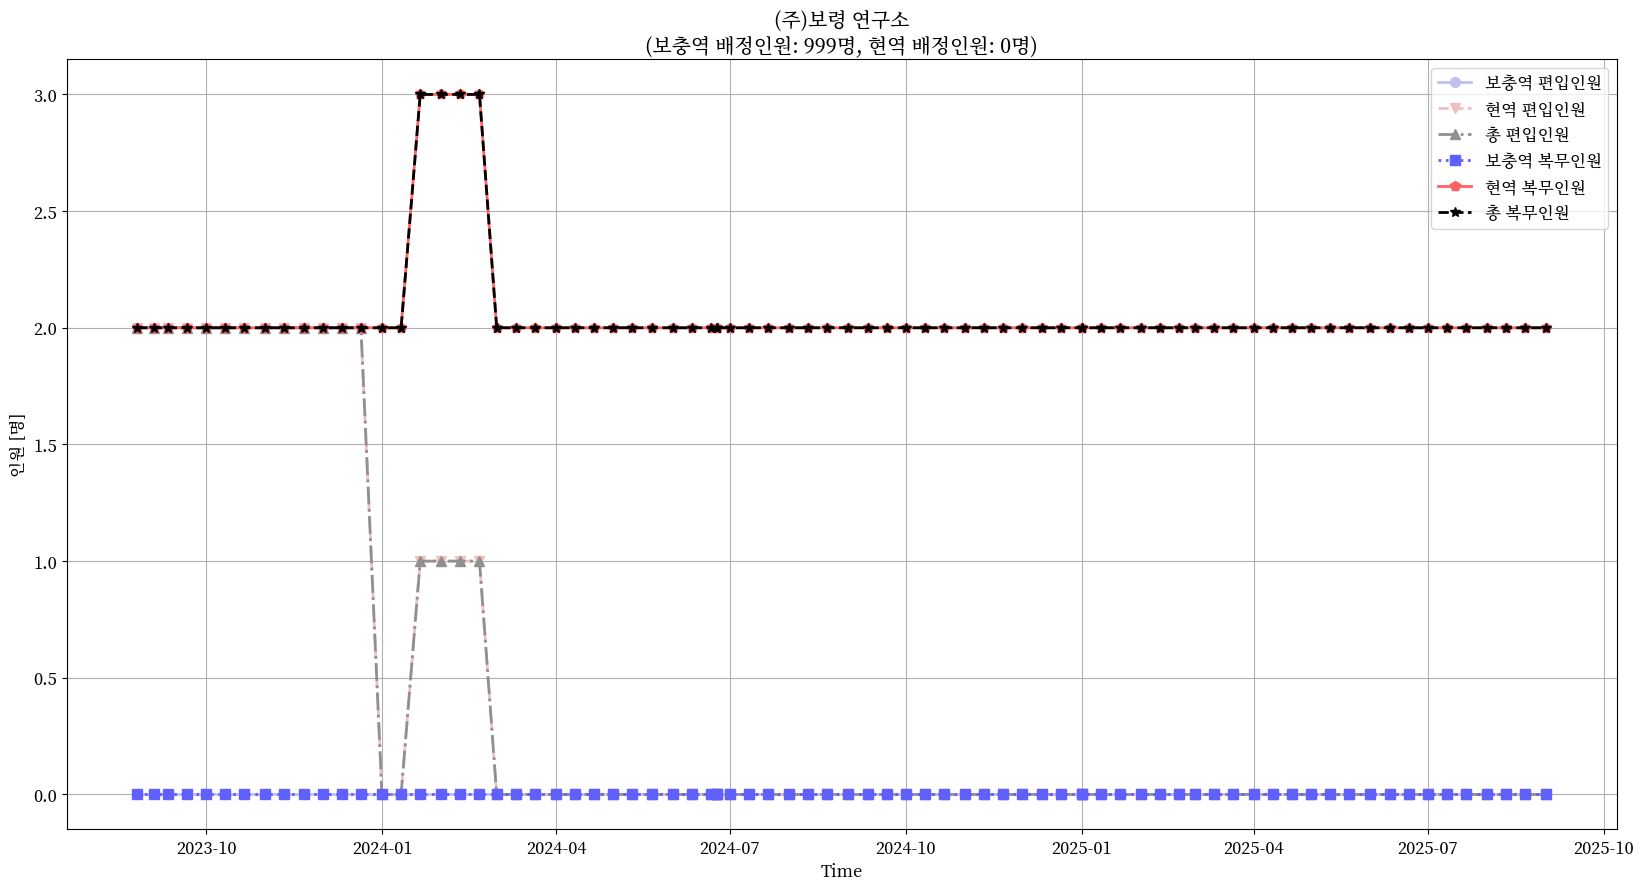 (주)보령 연구소
(보충역 배정인원: 999명, 현역 배정인원: 0명)
보충역 편입인원
현역 편입인원
총 편입인원
보충역 복무인원
현역 복무인원
총 복무인원
인원 [명]
3.0
2.5
2.0
1.5
1.0
0.5
0.0
2023-10
2024-01
2024-04
2024-07
2024-10
2025-01
2025-04
2025-07
2025-10
Time